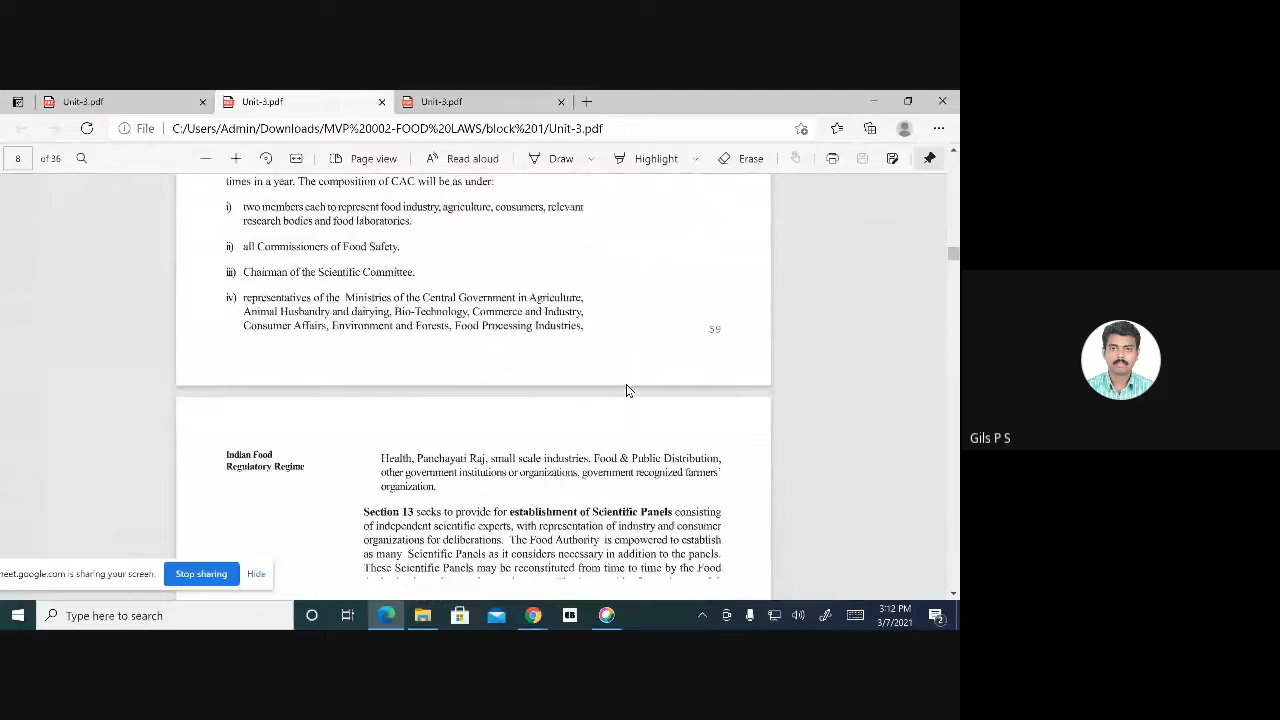 Unit-3.pdf
Unit-3.pdf
Unit-3.pdf
File
C:/Users/Admin/Downloads/MVP%20002-FOOD%20LAWS/block%201/Unit-3.pdf
8 of 36
Page view
Read aloud
Draw
Highlight
Erase
times in a year. The composition of CAC will be as under:
i) two members each to represent food industry, agriculture, consumers, relevant
research bodies and food laboratories.
ii) all Commissioners of Food Safety.
iii) Chairman of the Scientific Committee.
iv) representatives of the Ministries of the Central Government in Agriculture,
Animal Husbandry and dairying, Bio-Technology, Commerce and Industry,
Consumer Affairs, Environment and Forests, Food Processing Industries,
59
Indian Food
Regulatory Regime
Health, Panchayati Raj, small scale industries. Food & Public Distribution,
other government institutions or organizations, government recognized farmers'
organization.
Section 13 seeks to provide for establishment of Scientific Panels consisting
of independent scientific experts, with representation of industry and consumer
organizations for deliberations. The Food Authority is empowered to establish
as many Scientific Panels as it considers necessary in addition to the panels.
These Scientific Panels may be reconstituted from time to time by the Food
meet.google.com is sharing your screen.
Stop sharing
Hide
Gils P S
Type here to search
3:12 PM
3/7/2021
2